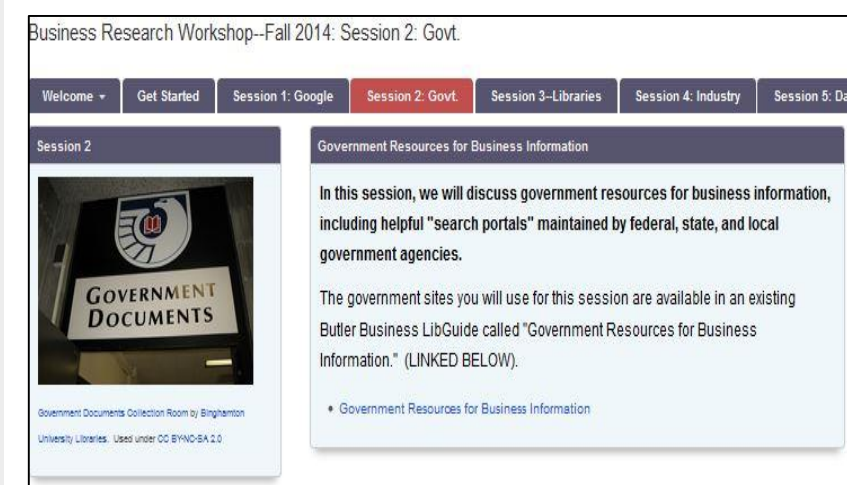 Business Research Workshop--Fall 2014: Session 2: Govt.
Welcome
Get Started
Session 1: Google
Session 2: Govt.
Session 3--Libraries
Session 4: Industry
Session 5: Da
Session 2
GOVERNMENT
DOCUMENTS
Government Documents Collection Room by Binghamton
University Libraries. Used under CC BY-NC-SA 2.0
Government Resources for Business Information
In this session, we will discuss government resources for business information,
including helpful "search portals" maintained by federal, state, and local
government agencies.
The government sites you will use for this session are available in an existing
Butler Business LibGuide called "Government Resources for Business
Information." (LINKED BELOW).
• Government Resources for Business Information